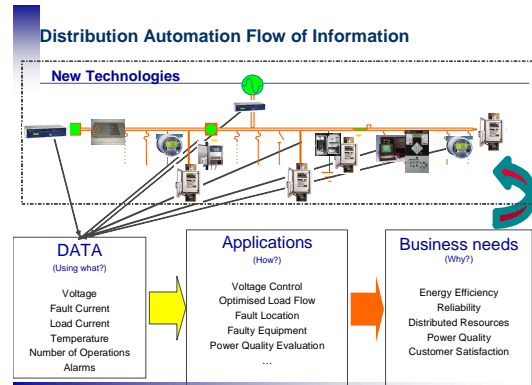 Distribution Automation Flow of Information
New Technologies
DATA
(Using what?)
Voltage
Fault Current
Load Current
Temperature
Number of Operations
Alarms
Applications
(How?)
Voltage Control
Optimised Load Flow
Fault Location
Faulty Equipment
Power Quality Evaluation
...
Business needs
(Why?)
Energy Efficiency
Reliability
Distributed Resources
Power Quality
Customer Satisfaction